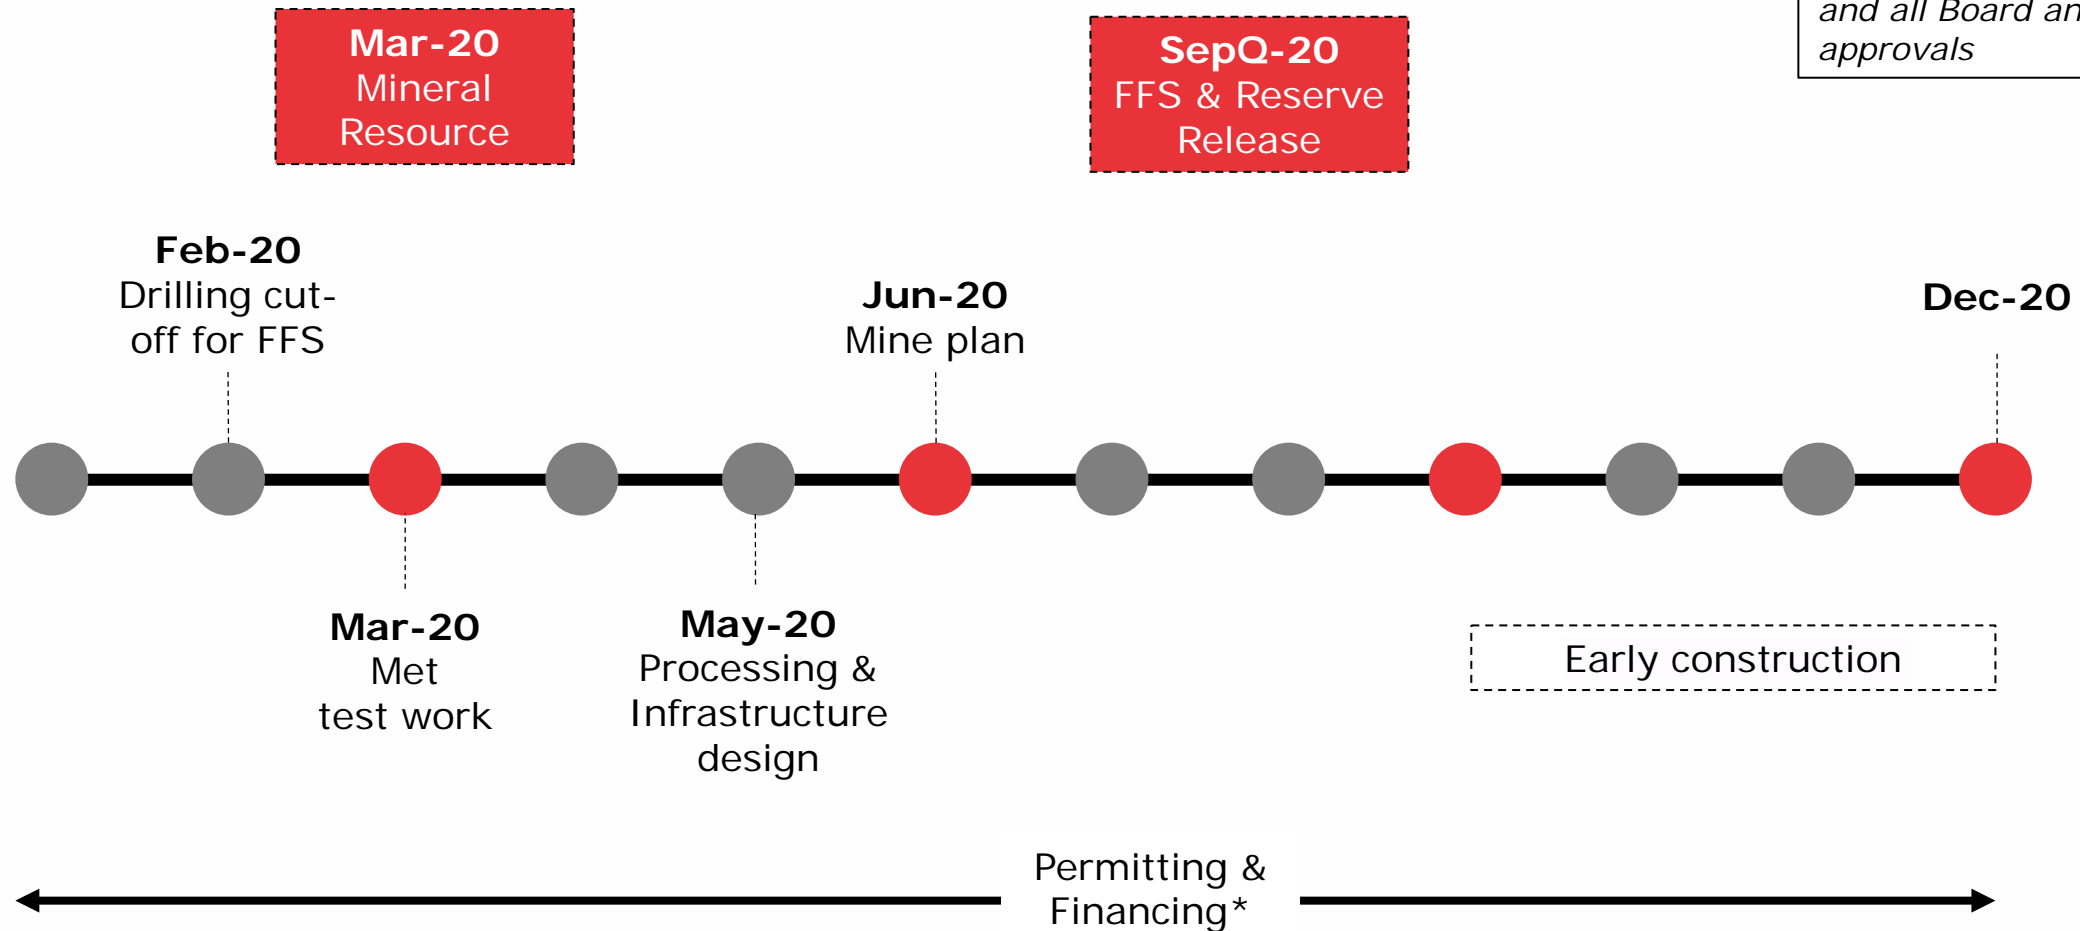 and all Board an
approvals
Mar-20
Mineral
Resource
SepQ-20
FFS & Reserve
Release
Feb-20
Drilling cut-
off for FFS
Jun-20
Mine plan
Dec-20
Mar-20
Met
test work
May-20
Processing &
Infrastructure
design
Early construction
Permitting &
Financing*